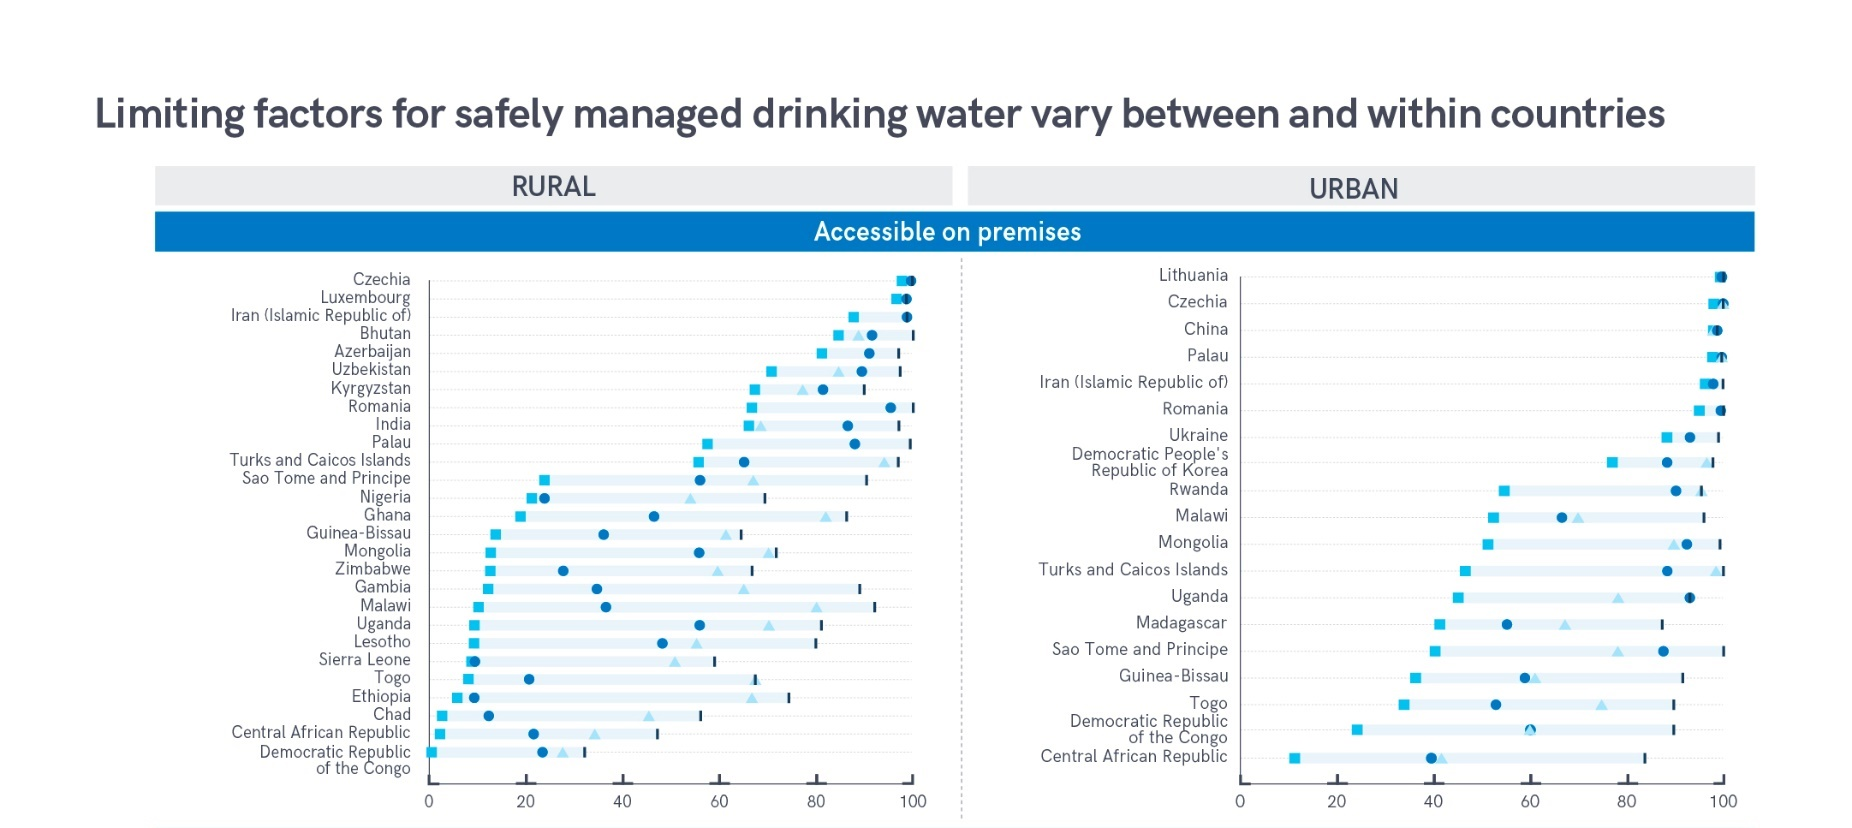 Limiting factors for safely managed drinking water vary between and within countries
RURAL
URBAN
Accessible on premises
Czechia
Luxembourg
Iran (Islamic Republic of)
Bhutan
Azerbaijan
Uzbekistan
Kyrgyzstan
Romania
India
Palau
Turks and Caicos Islands
Sao Tome and Principe
Nigeria
Ghana
Guinea-Bissau
Mongolia
Zimbabwe
Gambia
Malawi
Uganda
Lesotho
Sierra Leone
Togo
Ethiopia
Chad
Central African Republic
Democratic Republic
of the Congo
0 20 40 60 80 100
Lithuania
Czechia
China
Palau
Iran (Islamic Republic of)
Romania
Ukraine
Democratic People's
Republic of Korea
Rwanda
Malawi
Mongolia
Turks and Caicos Islands
Uganda
Madagascar
Sao Tome and Principe
Guinea-Bissau
Togo
Democratic Republic
of the Congo
Central African Republic
0 20 40 60 80 100